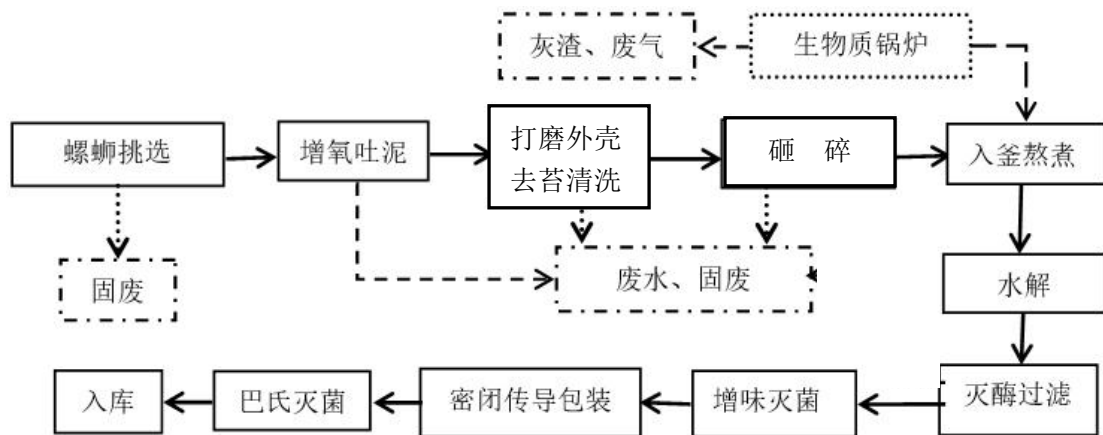 灰渣、废气
生物质锅炉
螺蛳挑选
增氧吐泥
打磨外壳
去苔清洗
砸 碎
入釜熬煮
固废
废水、固废
水解
入库
巴氏灭菌
密闭传导包装
增味灭菌
灭酶过滤